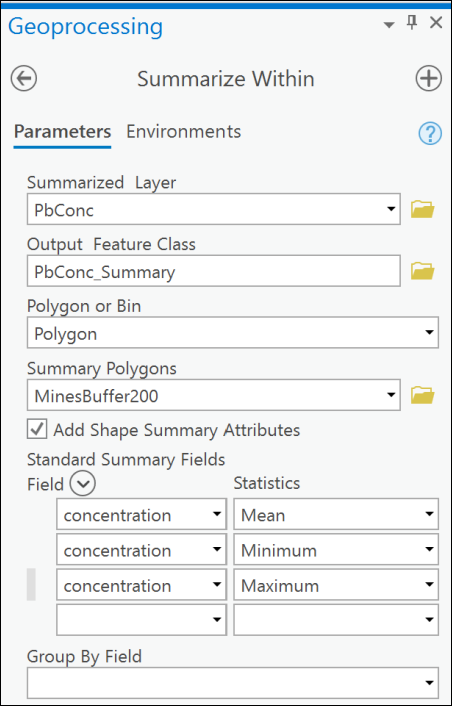 Geoprocessing
Summarize Within
Parameters Environments
Summarized Layer
PbConc
Output Feature Class
PbConc_Summary
Polygon or Bin
Polygon
Summary Polygons
MinesBuffer200
Add Shape Summary Attributes
Standard Summary Fields
Field Statistics
concentration Mean
concentration Minimum
concentration Maximum
Group By Field